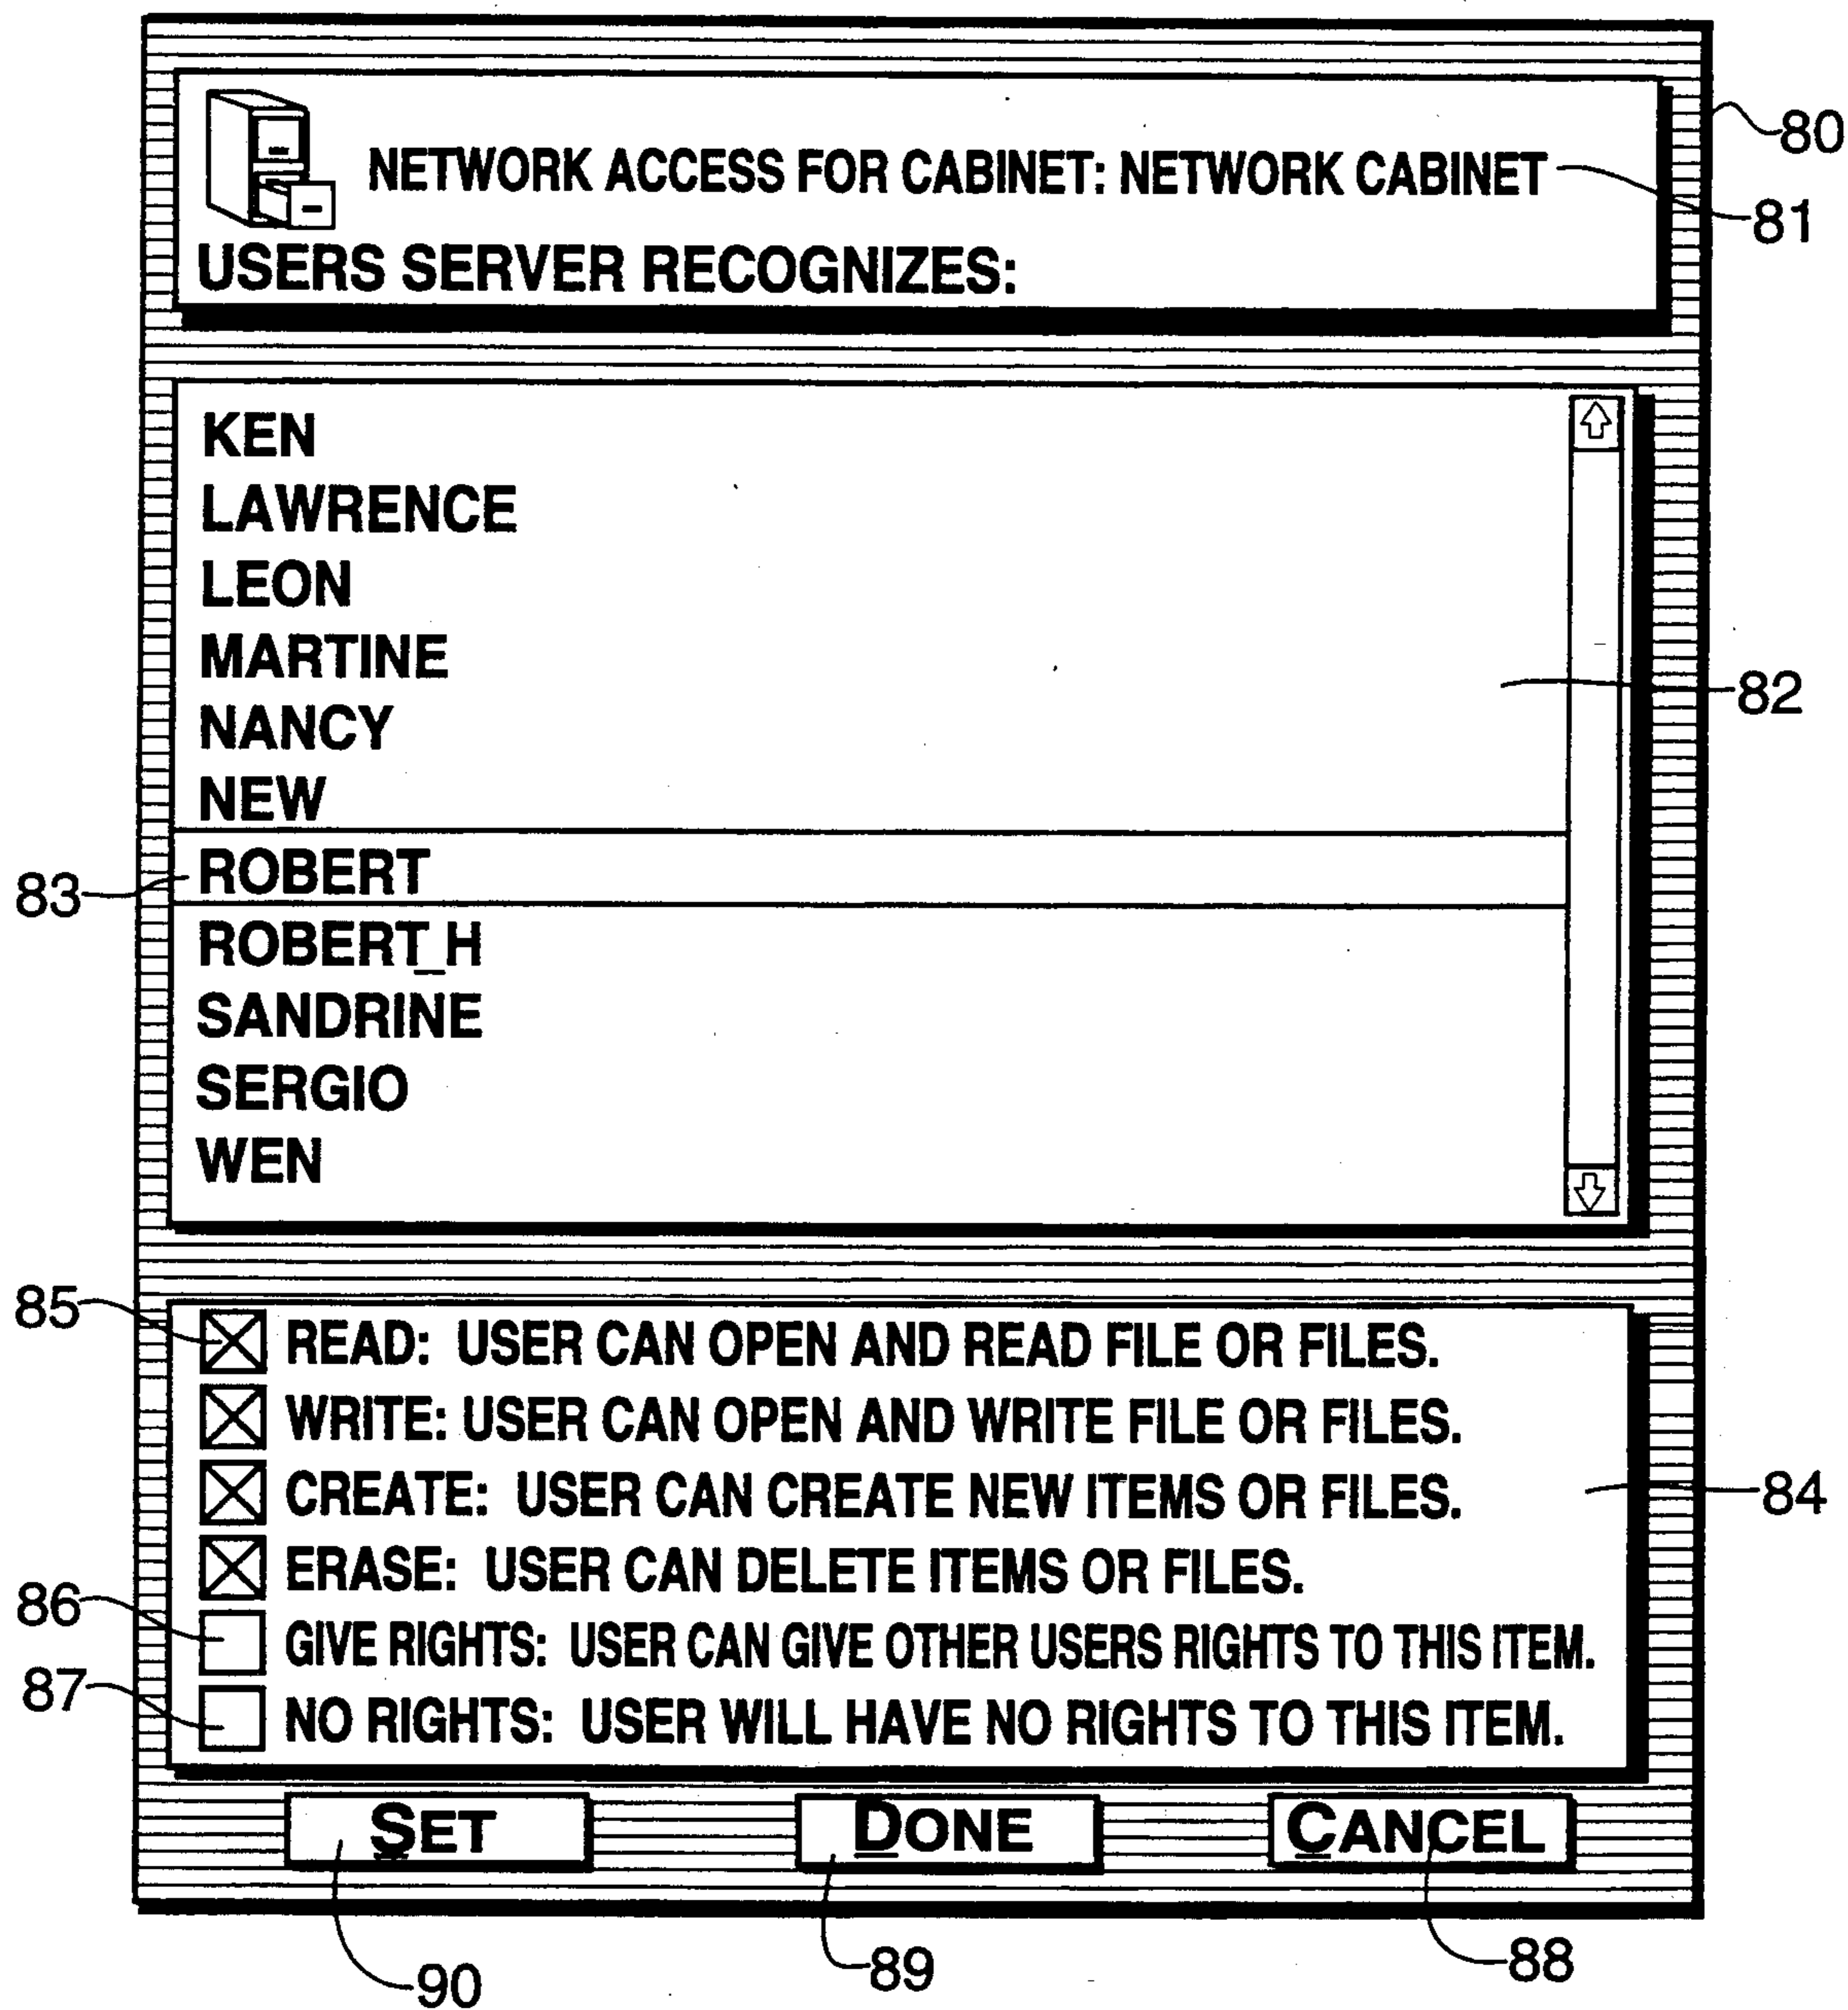 NETWORK ACCESS FOR CABINET: NETWORK CABINET
USERS SERVER RECOGNIZES:
80
81
KEN
LAWRENCE
LEON
MARTINE
82
NANCY
NEW
83
ROBERT
ROBERT_H
SANDRINE
SERGIO
WEN
85
READ: USER CAN OPEN AND READ FILE OR FILES.
WRITE: USER CAN OPEN AND WRITE FILE OR FILES.
CREATE: USER CAN CREATE NEW ITEMS OR FILES.
84
ERASE: USER CAN DELETE ITEMS OR FILES.
86
GIVE RIGHTS: USER CAN GIVE OTHER USERS RIGHTS TO THIS ITEM.
87
NO RIGHTS: USER WILL HAVE NO RIGHTS TO THIS ITEM.
SET DONE CANCEL
90 89 88